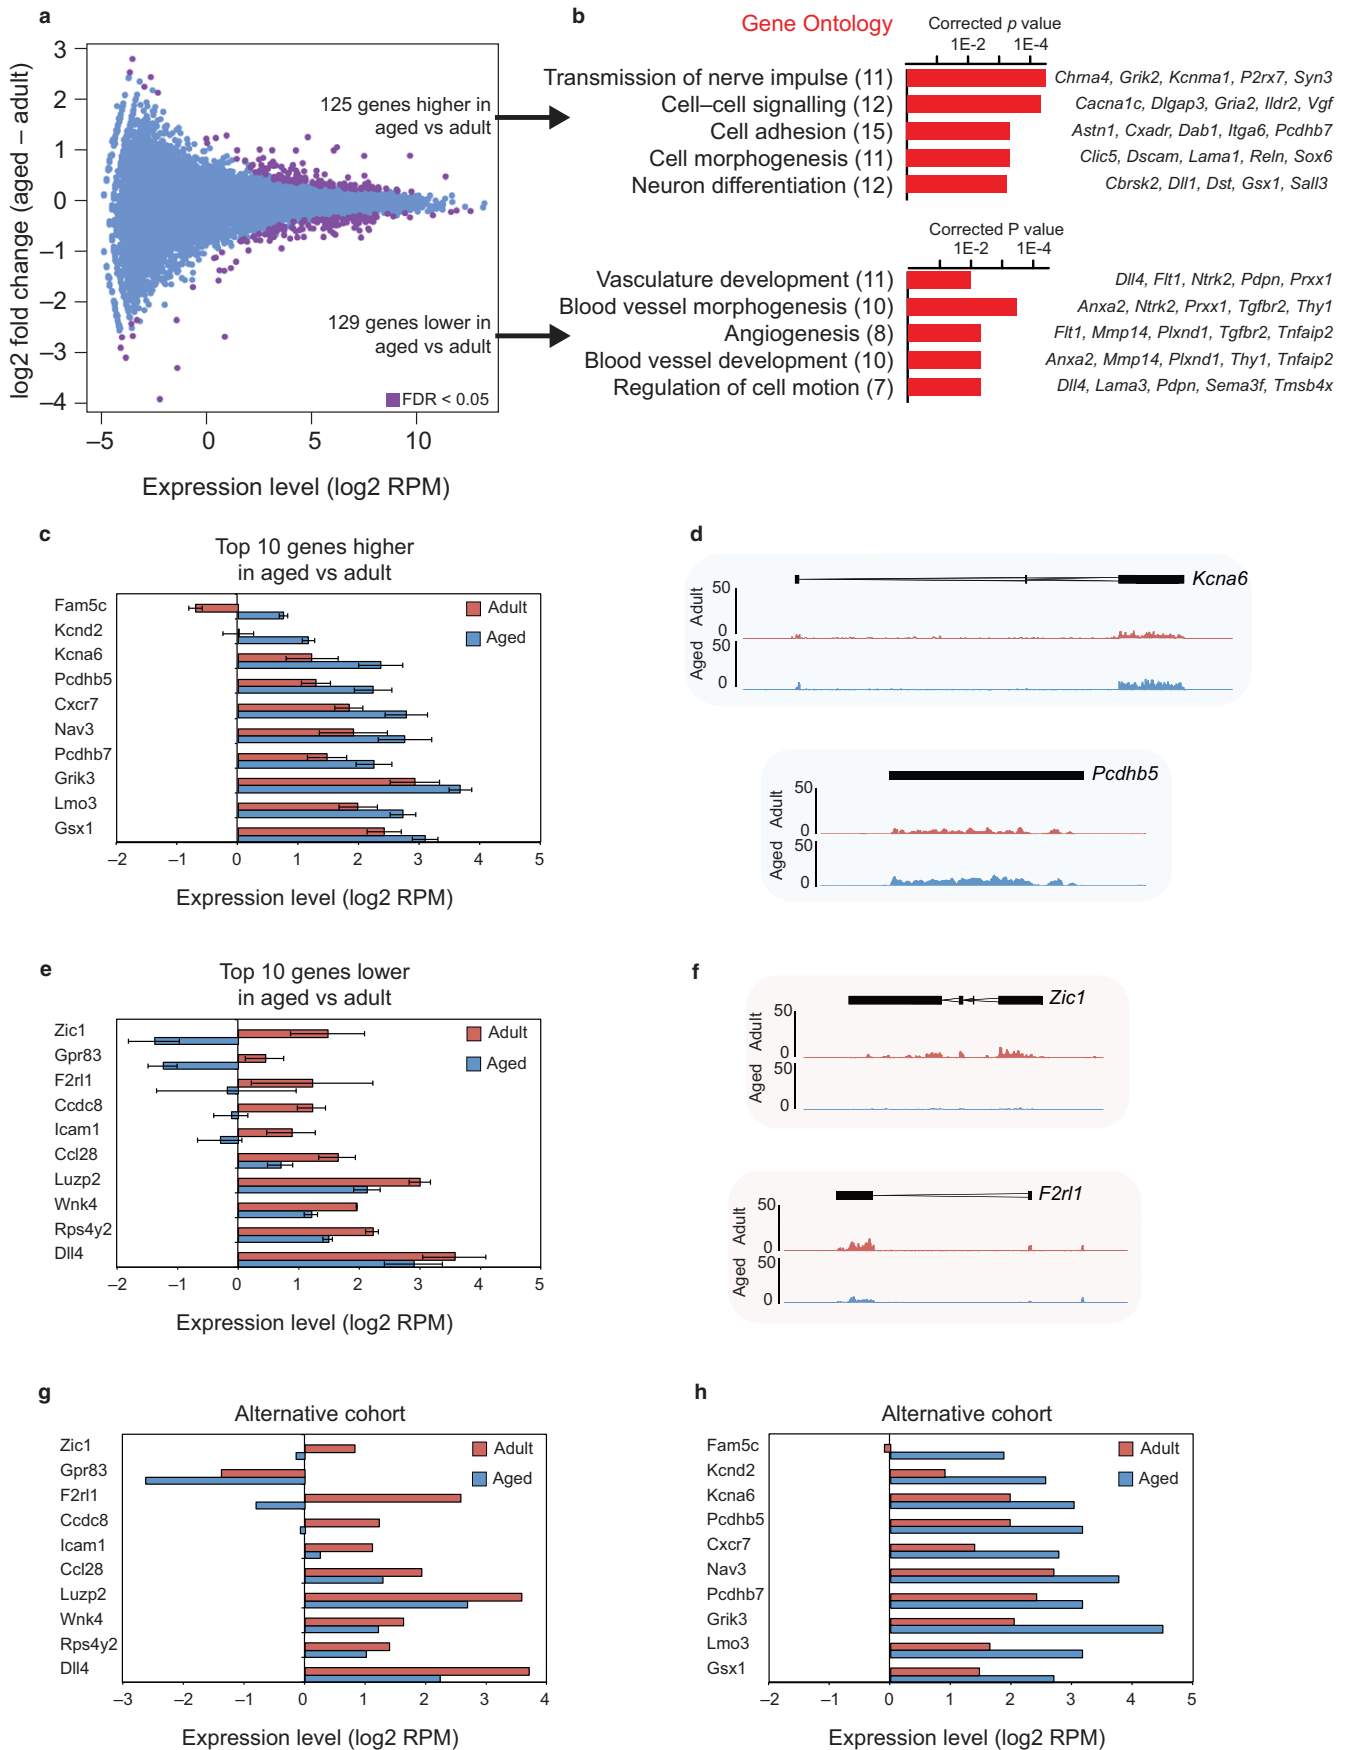 a
log2 fold change (aged – adult)
3
2
1
0
–1
–2
–3
–4
125 genes higher in
aged vs adult
129 genes lower in
aged vs adult
FDR < 0.05
–5
0
5
10
Expression level (log2 RPM)
b
Gene Ontology
Corrected p value
1E-2
1E-4
Transmission of nerve impulse (11)
Chrna4, Grik2, Kcnma1, P2rx7, Syn3
Cell–cell signalling (12)
Cacna1c, Dlgap3, Gria2, Ildr2, Vgf
Cell adhesion (15)
Astn1, Cxadr, Dab1, Itga6, Pcdhb7
Cell morphogenesis (11)
Clic5, Dscam, Lama1, Reln, Sox6
Neuron differentiation (12)
Cbrsk2, Dll1, Dst, Gsx1, Sall3
Corrected P value
1E-2
1E-4
Vasculature development (11)
Dll4, Flt1, Ntrk2, Pdpn, Prxx1
Blood vessel morphogenesis (10)
Anxa2, Ntrk2, Prxx1, Tgfbr2, Thy1
Angiogenesis (8)
Flt1, Mmp14, Plxnd1, Tgfbr2, Tnfaip2
Blood vessel development (10)
Anxa2, Mmp14, Plxnd1, Thy1, Tnfaip2
Regulation of cell motion (7)
Dll4, Lama3, Pdpn, Sema3f, Tmsb4x
c
Top 10 genes higher
in aged vs adult
Fam5c
Kcnd2
Kcna6
Pcdhb5
Cxcr7
Nav3
Pcdhb7
Grik3
Lmo3
Gsx1
Adult
Aged
–2
–1
0
1
2
3
4
5
Expression level (log2 RPM)
d
Kcna6
50
Adult
0
50
Aged
0
Pcdhb5
50
Adult
0
50
Aged
0
e
Top 10 genes lower
in aged vs adult
Zic1
Gpr83
F2rl1
Ccdc8
Icam1
Ccl28
Luzp2
Wnk4
Rps4y2
Dll4
Adult
Aged
–2
–1
0
1
2
3
4
5
Expression level (log2 RPM)
f
Zic1
50
Adult
0
50
Aged
0
F2rl1
50
Adult
0
50
Aged
0
g
Alternative cohort
Zic1
Gpr83
F2rl1
Ccdc8
Icam1
Ccl28
Luzp2
Wnk4
Rps4y2
Dll4
Adult
Aged
–3
–2
–1
0
1
2
3
4
Expression level (log2 RPM)
h
Alternative cohort
Fam5c
Kcnd2
Kcna6
Pcdhb5
Cxcr7
Nav3
Pcdhb7
Grik3
Lmo3
Gsx1
Adult
Aged
–2
–1
0
1
2
3
4
5
Expression level (log2 RPM)